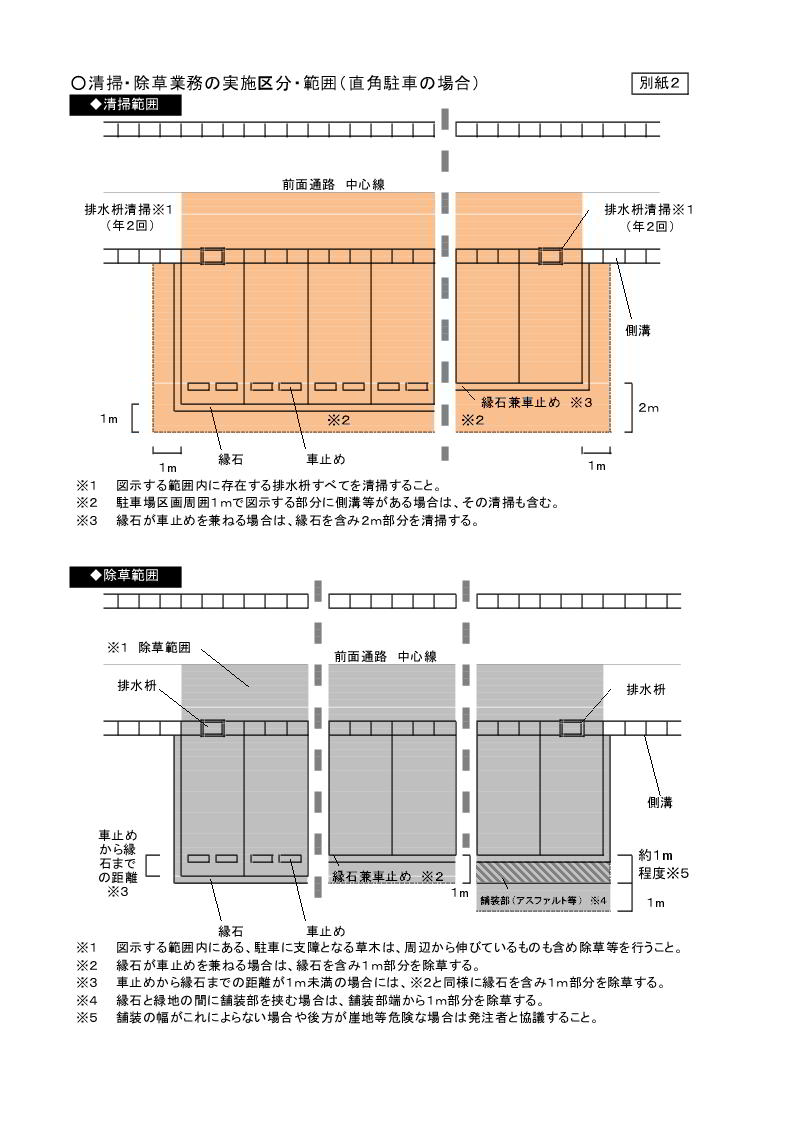 ○清掃・除草業務の実施区分・範囲（直角駐車の場合）
別紙２
◆清掃範囲
前面通路　中心線
排水枡清掃※１
（年２回）
排水枡清掃※１
（年２回）
側溝
縁石兼車止め　※３
※２
※２
１ｍ
２ｍ
１ｍ
縁石
車止め
１ｍ
※１　図示する範囲内に存在する排水枡すべてを清掃すること。
※２　駐車場区画周囲１ｍで図示する部分に側溝等がある場合は、その清掃も含む。
※３　縁石が車止めを兼ねる場合は、縁石を含み２ｍ部分を清掃する。
◆除草範囲
※１　除草範囲
前面通路　中心線
排水枡
排水枡
側溝
車止め
から縁
石まで
の距離
※３
縁石兼車止め　※２
１ｍ
約１ｍ
程度※５
舗装部（アスファルト等）　※４
１ｍ
縁石
車止め
※１　図示する範囲内にある、駐車に支障となる草木は、周辺から伸びているものも含め除草等を行うこと。
※２　縁石が車止めを兼ねる場合は、縁石を含み１ｍ部分を除草する。
※３　車止めから縁石までの距離が１ｍ未満の場合には、※２と同様に縁石を含み１ｍ部分を除草する。
※４　縁石と緑地の間に舗装部を挟む場合は、舗装部端から１ｍ部分を除草する。
※５　舗装の幅がこれによらない場合や後方が崖地等危険な場合は発注者と協議すること。